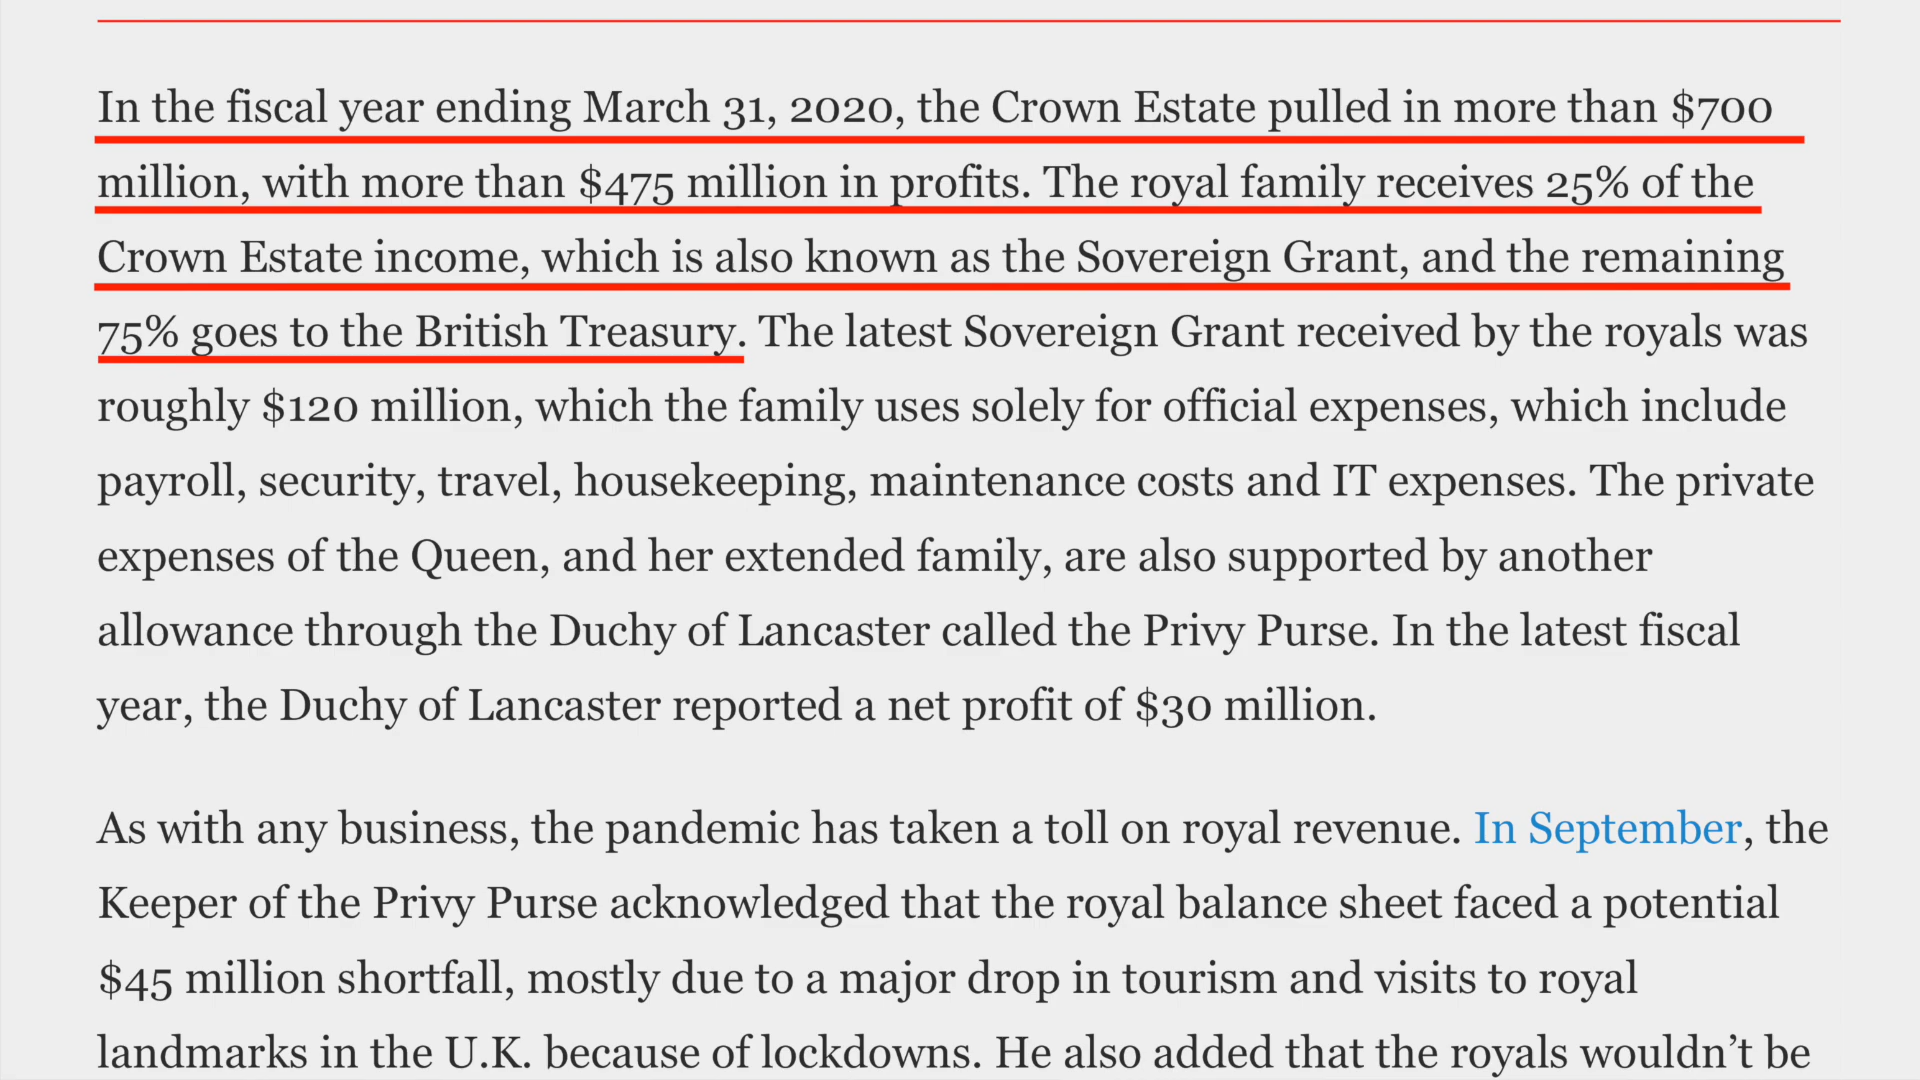 In the fiscal year ending March 31, 2020, the Crown Estate pulled in more than $700
million, with more than $475 million in profits. The royal family receives 25% of the
Crown Estate income, which is also known as the Sovereign Grant, and the remaining
75% goes to the British Treasury. The latest Sovereign Grant received by the royals was
roughly $120 million, which the family uses solely for official expenses, which include
payroll, security, travel, housekeeping, maintenance costs and IT expenses. The private
expenses of the Queen, and her extended family, are also supported by another
allowance through the Duchy of Lancaster called the Privy Purse. In the latest fiscal
year, the Duchy of Lancaster reported a net profit of $30 million.
As with any business, the pandemic has taken a toll on royal revenue. In September, the
Keeper of the Privy Purse acknowledged that the royal balance sheet faced a potential
$45 million shortfall, mostly due to a major drop in tourism and visits to royal
landmarks in the U.K. because of lockdowns. He also added that the royals wouldn’t be